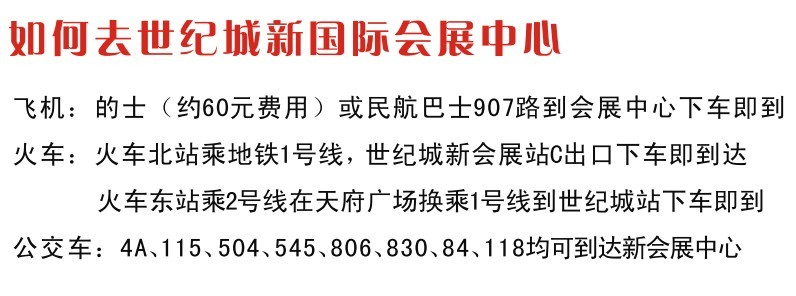 如何去世纪城新国际会展中心
飞机：的士（约60元费用）或民航巴士907路到会展中心下车即到
火车：火车北站乘地铁1号线，世纪城新会展站C出口下车即到达
火车东站乘2号线在天府广场换乘1号线到世纪城站下车即到
公交车：4A、115、504、545、806、830、84、118均可到达新会展中心